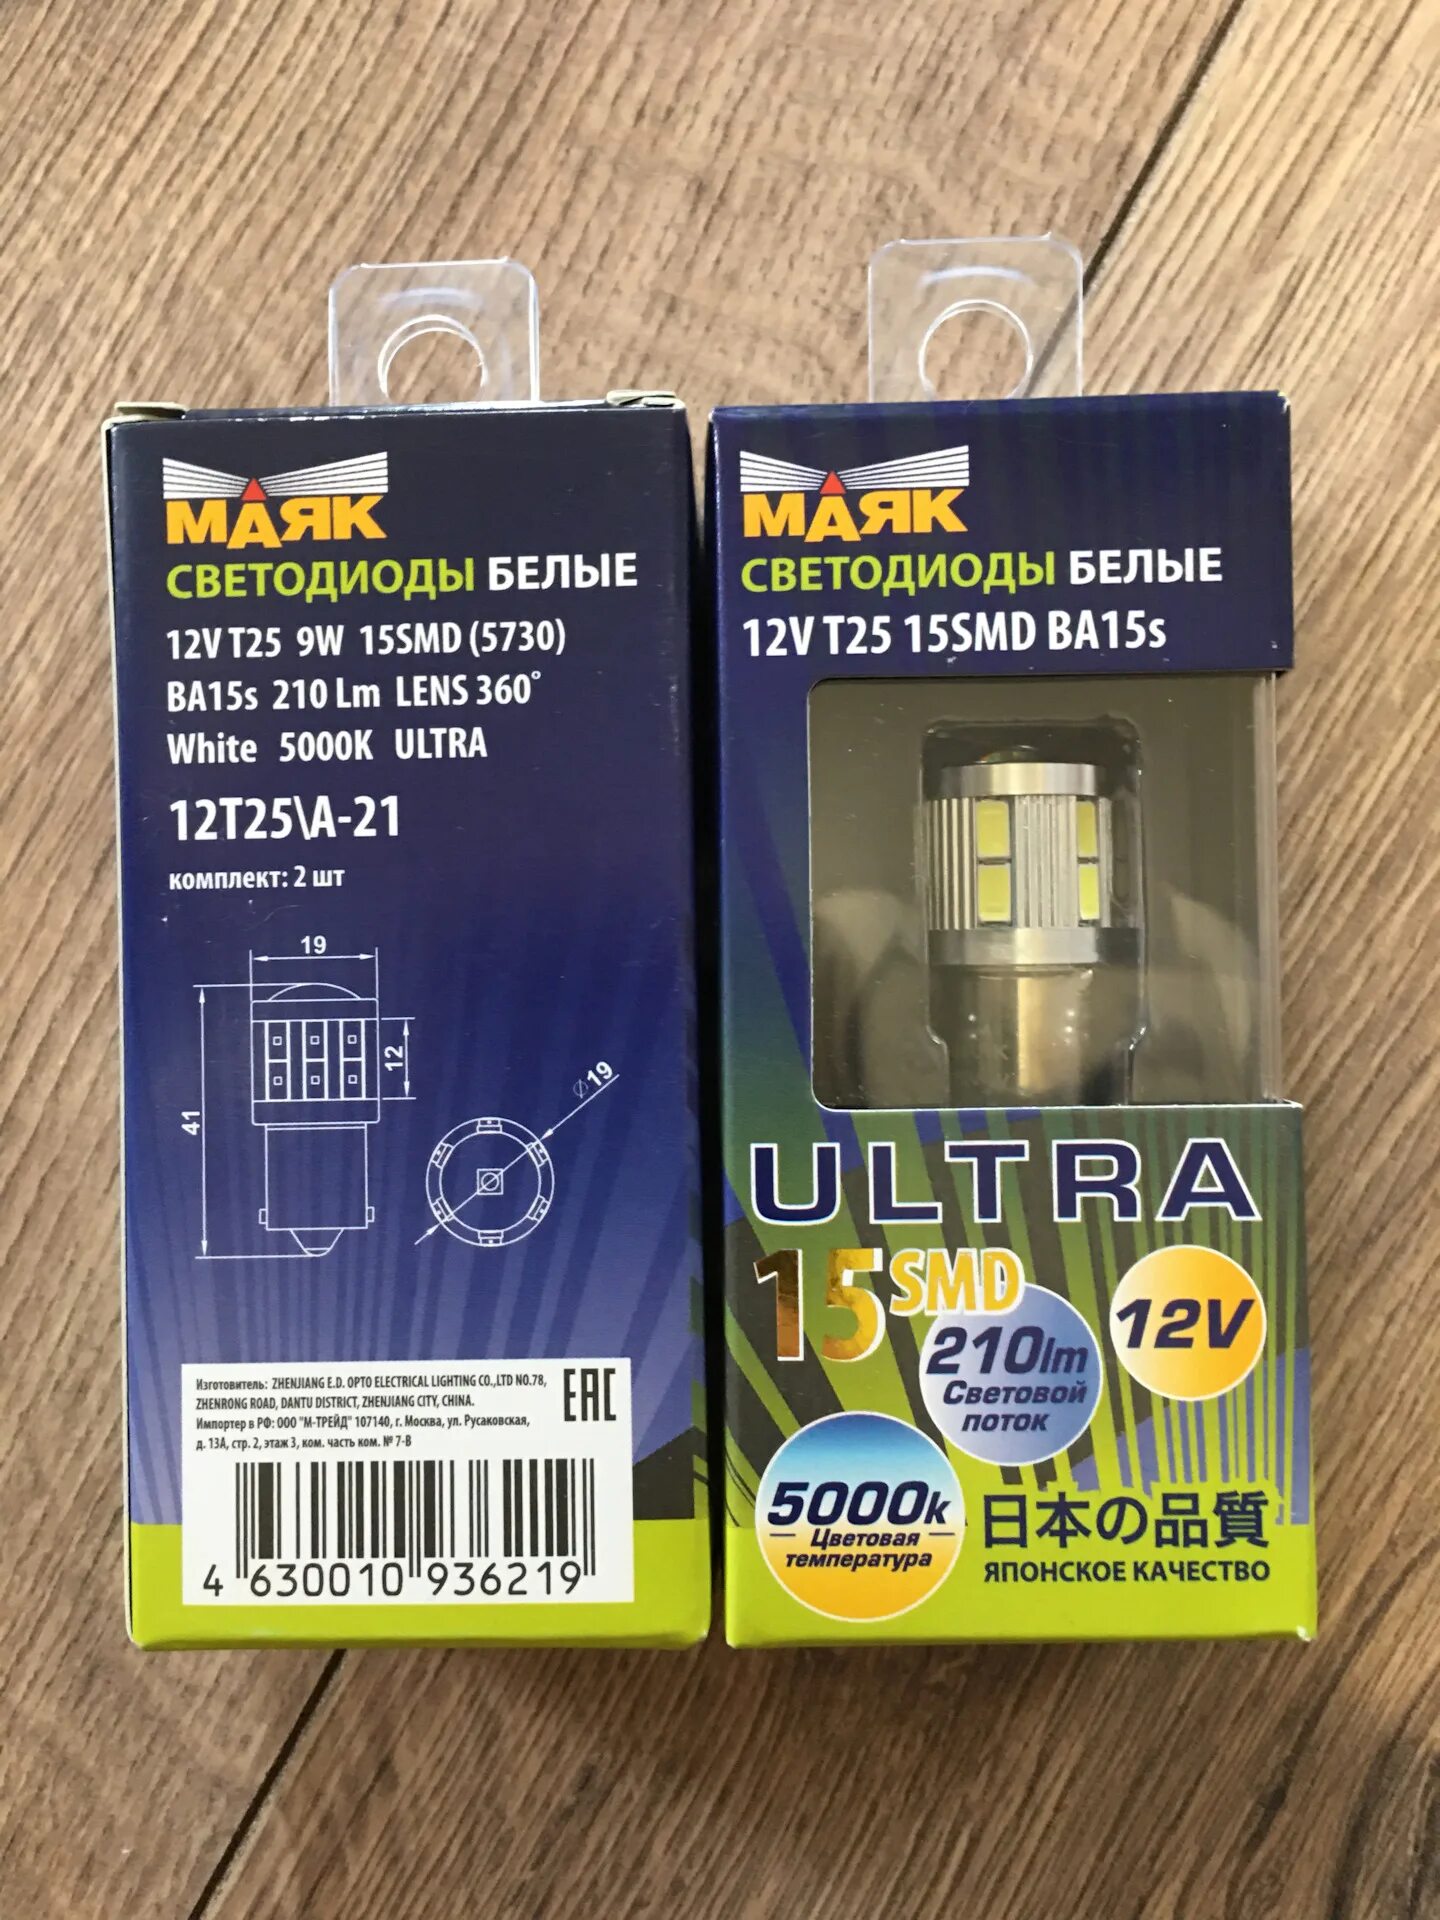 МАЯК
СВЕТОДИОДЫ БЕЛЫЕ
12V T25 9W 15SMD (5730)
BA15s 210 Lm LENS 360°
White 5000K ULTRA
12T25\A-21
комплект: 2 шт
19
41
12
⌀19
Изготовитель: ZHENJIANG E.D. OPTO ELECTRICAL LIGHTING CO.,LTD NO.78,
ZHENRONG ROAD, DANTU DISTRICT, ZHENJIANG CITY, CHINA.
Импортер в РФ: ООО "М-ТРЕЙД" 107140, г. Москва, ул. Русаковская,
д. 13А, стр. 2, этаж 3, ком. часть ком. № 7-В
EAC
4 630010 936219
МАЯК
СВЕТОДИОДЫ БЕЛЫЕ
12V T25 15SMD BA15s
ULTRA
15 SMD
12V
210lm
Световой
поток
5000k
Цветовая
температура
日本の品質
ЯПОНСКОЕ КАЧЕСТВО